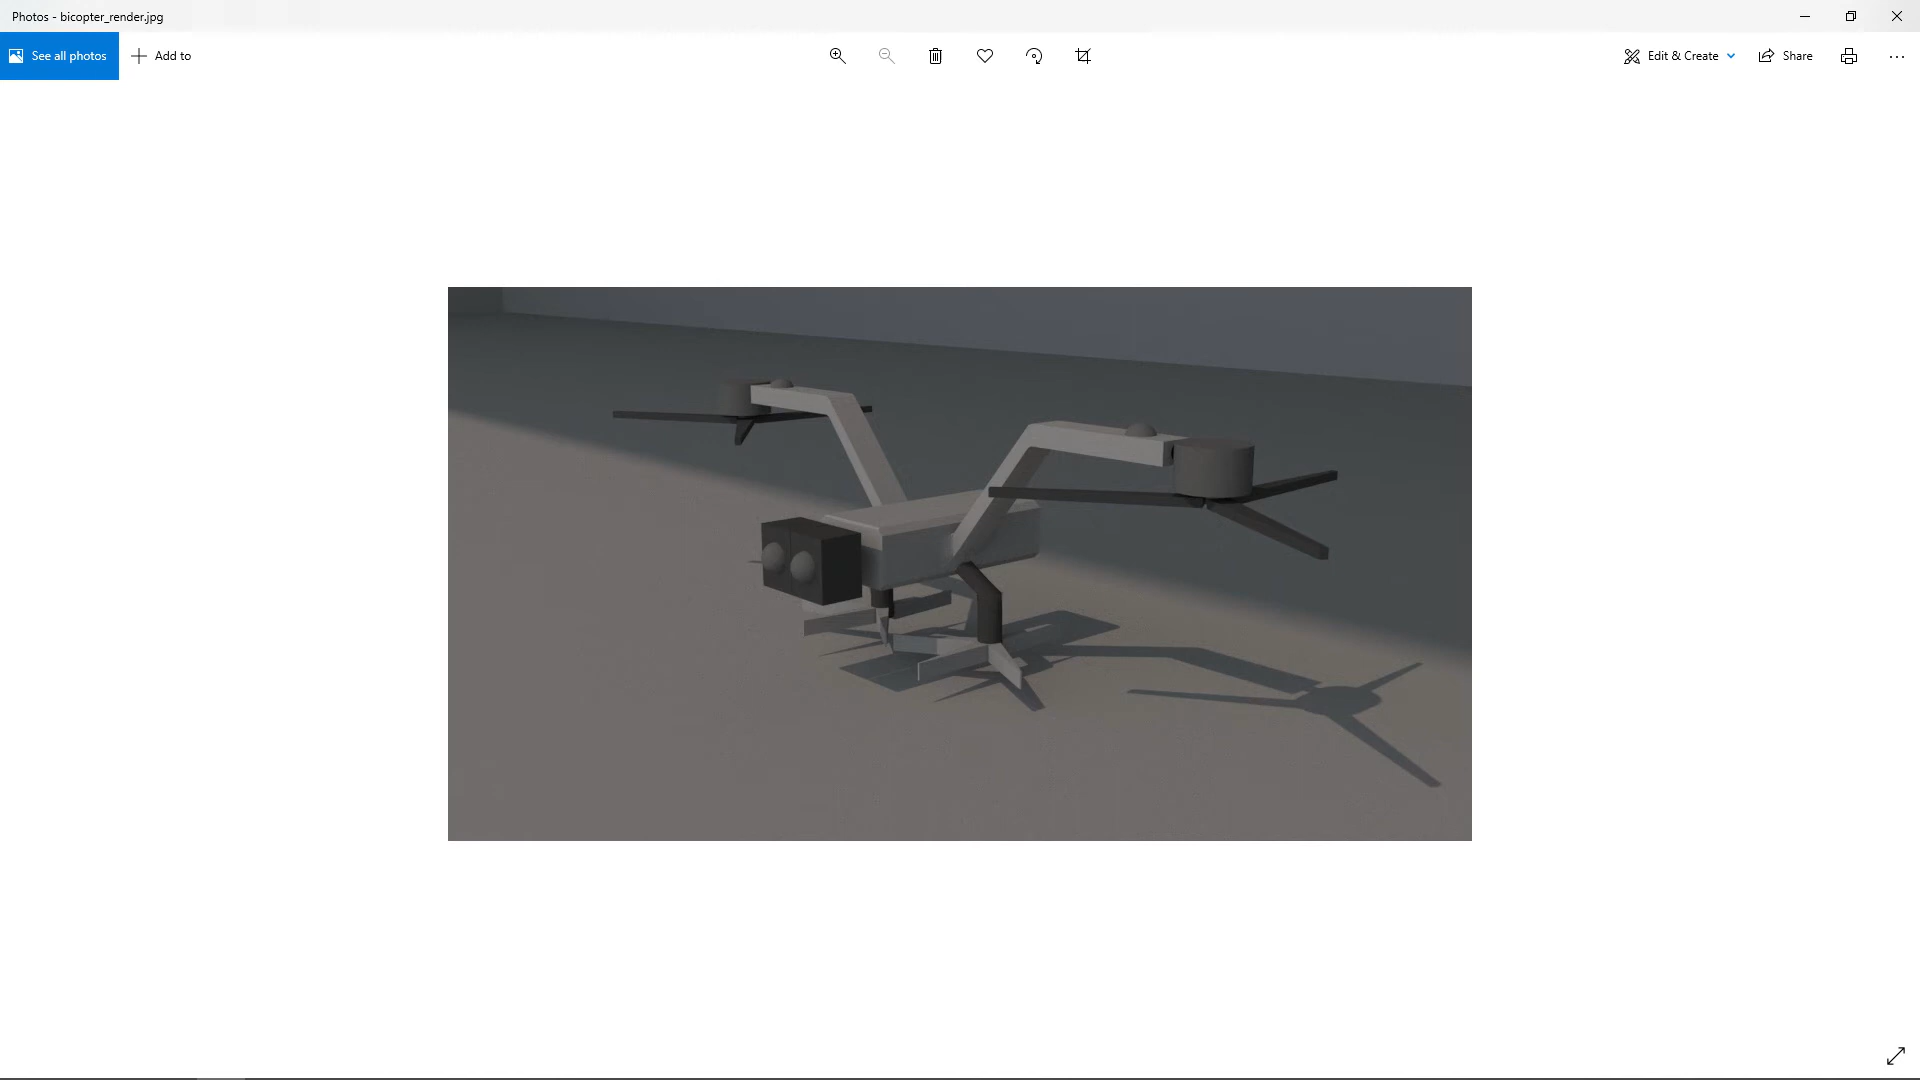 Photos - bicopter_render.jpg
See all photos
Add to
Edit & Create
Share